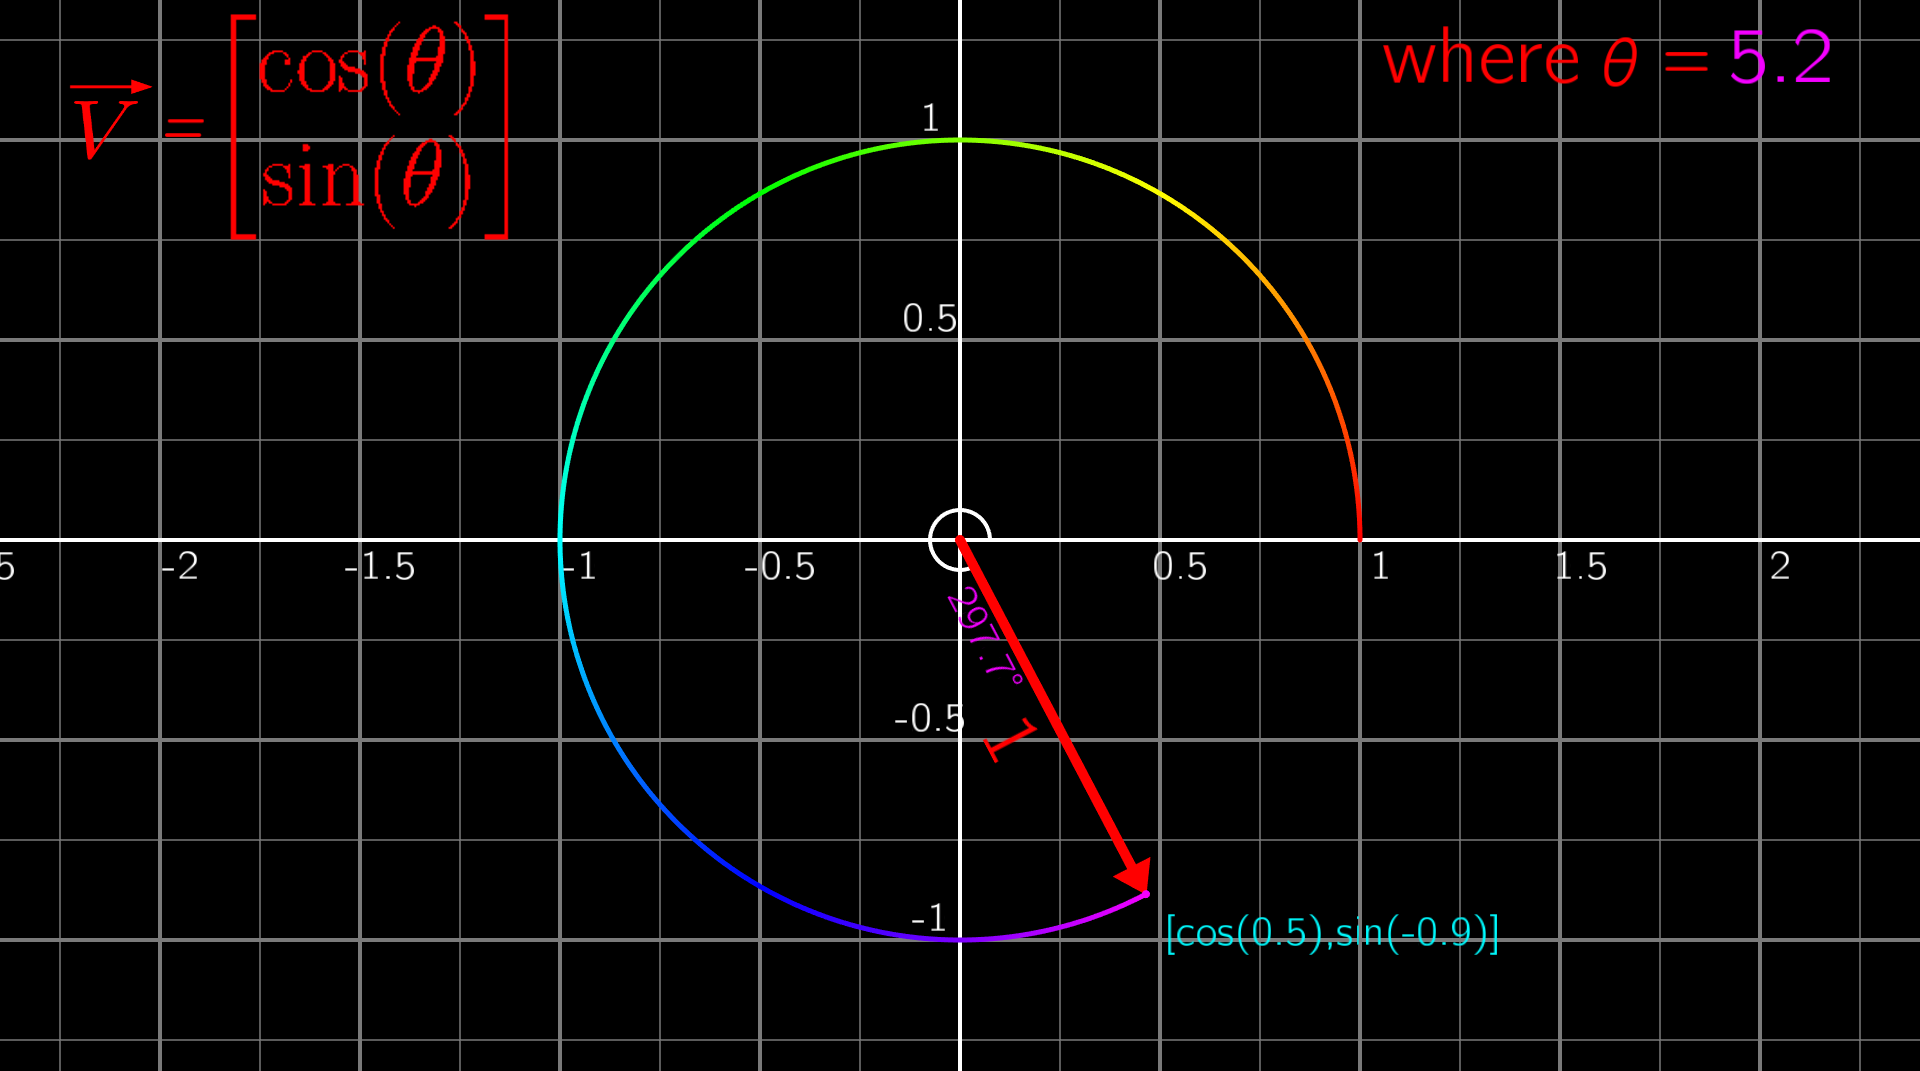 V = [cos(θ)
sin(θ)]
where θ = 5.2
1
0.5
5 -2 -1.5 -1 -0.5 0.5 1 1.5 2
297.7°
-0.5
1
-1
[cos(0.5),sin(-0.9)]